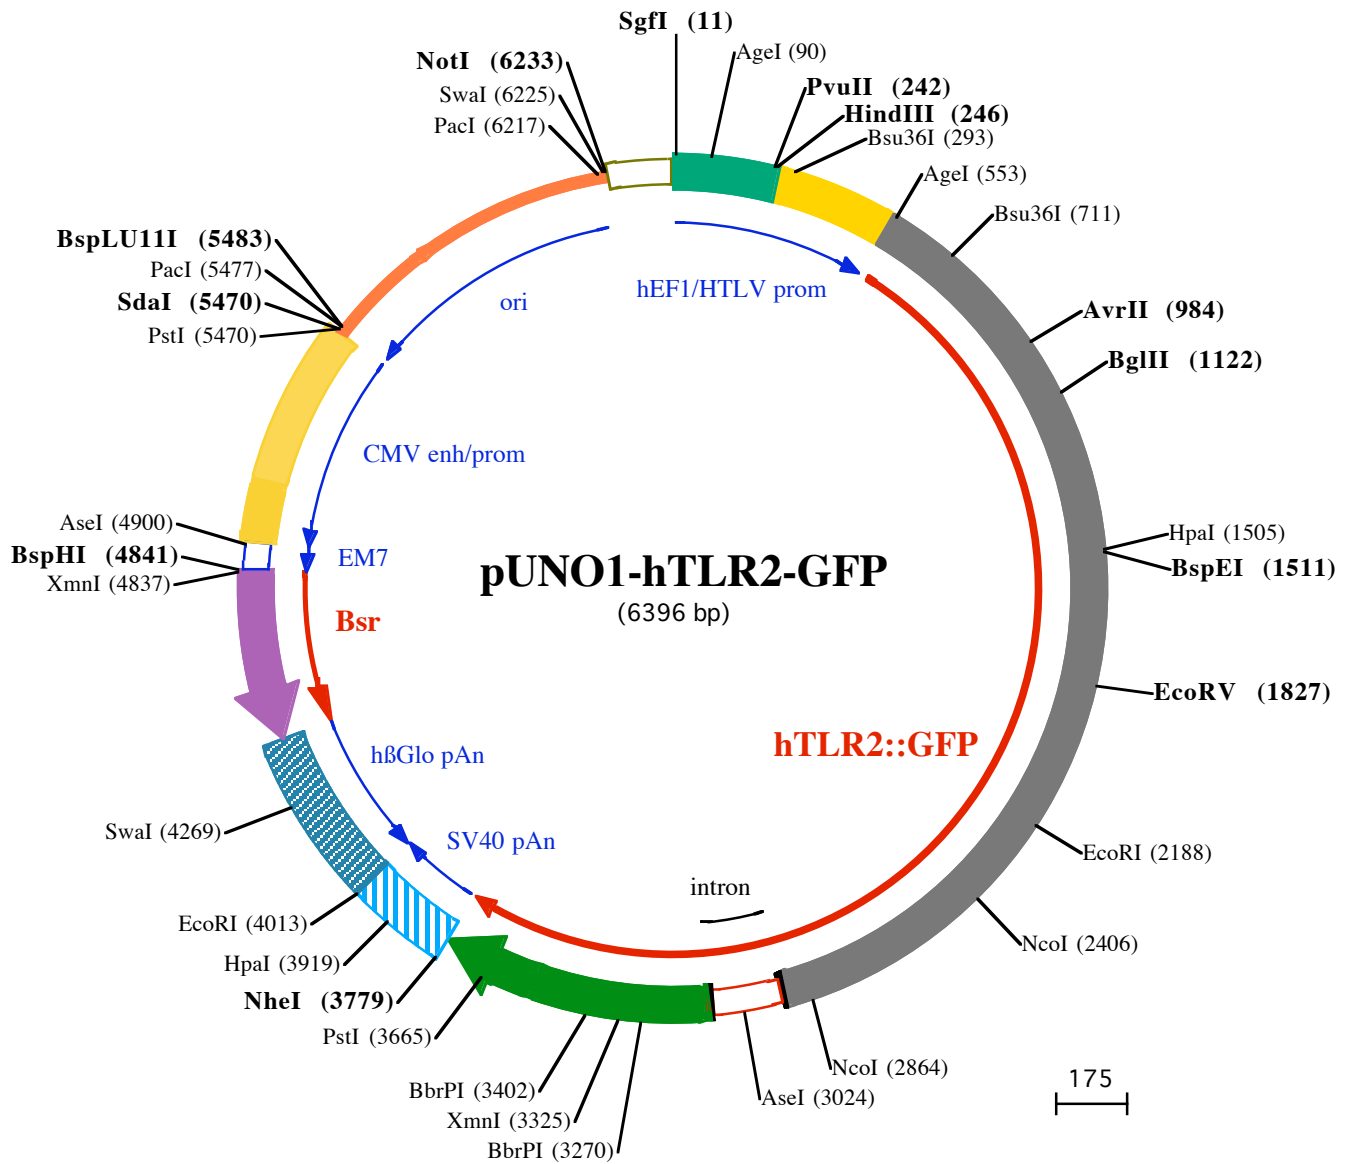 SgfI (11)
AgeI (90)
PvuII (242)
HindIII (246)
Bsu36I (293)
AgeI (553)
Bsu36I (711)
AvrII (984)
BglII (1122)
HpaI (1505)
BspEI (1511)
EcoRV (1827)
EcoRI (2188)
NcoI (2406)
NcoI (2864)
AseI (3024)
BbrPI (3270)
XmnI (3325)
BbrPI (3402)
PstI (3665)
NheI (3779)
HpaI (3919)
EcoRI (4013)
SwaI (4269)
XmnI (4837)
BspHI (4841)
AseI (4900)
PstI (5470)
SdaI (5470)
PacI (5477)
BspLU11I (5483)
PacI (6217)
SwaI (6225)
NotI (6233)
hEF1/HTLV prom
ori
CMV enh/prom
EM7
Bsr
hßGlo pAn
SV40 pAn
intron
hTLR2::GFP
pUNO1-hTLR2-GFP
(6396 bp)
175